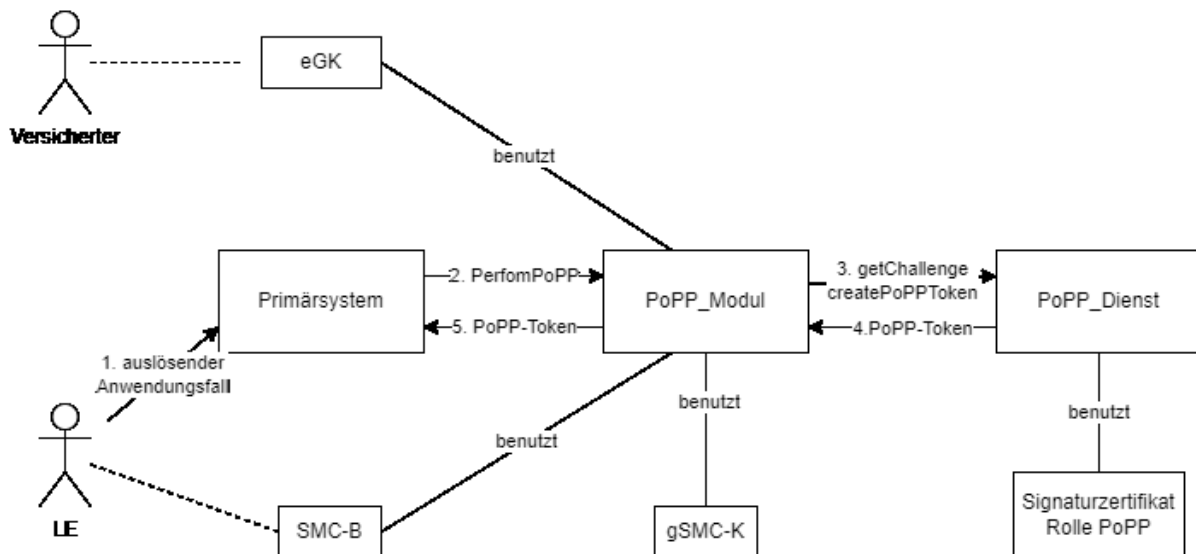 eGK
Versicherter
benutzt
Primärsystem
2. PerfomPoPP
5. PoPP-Token
PoPP_Modul
3. getChallenge
createPoPPToken
4.PoPP-Token
PoPP_Dienst
1. auslösender
Anwendungsfall
benutzt
benutzt
benutzt
LIE
SMC-B
gSMC-K
Signaturzertifikat
Rolle PoPP